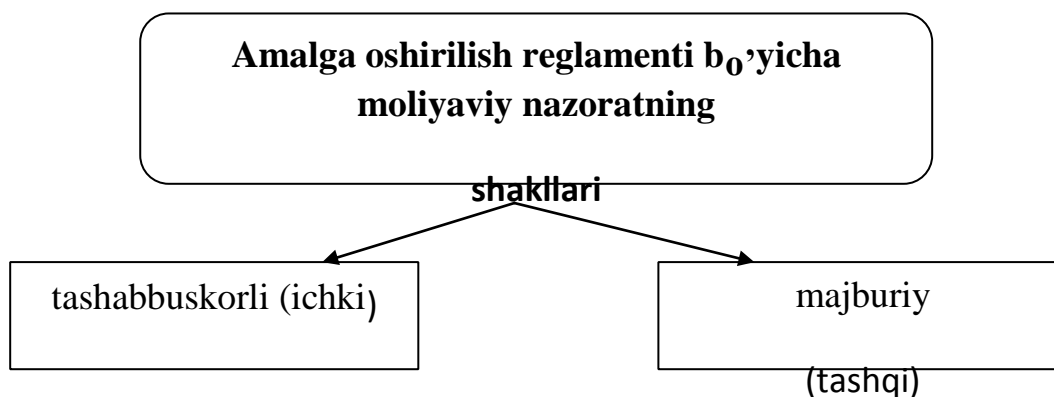 Amalga oshirilish reglamenti bo’yicha
moliyaviy nazoratning
shakllari
tashabbuskorli (ichki)
majburiy
(tashqi)